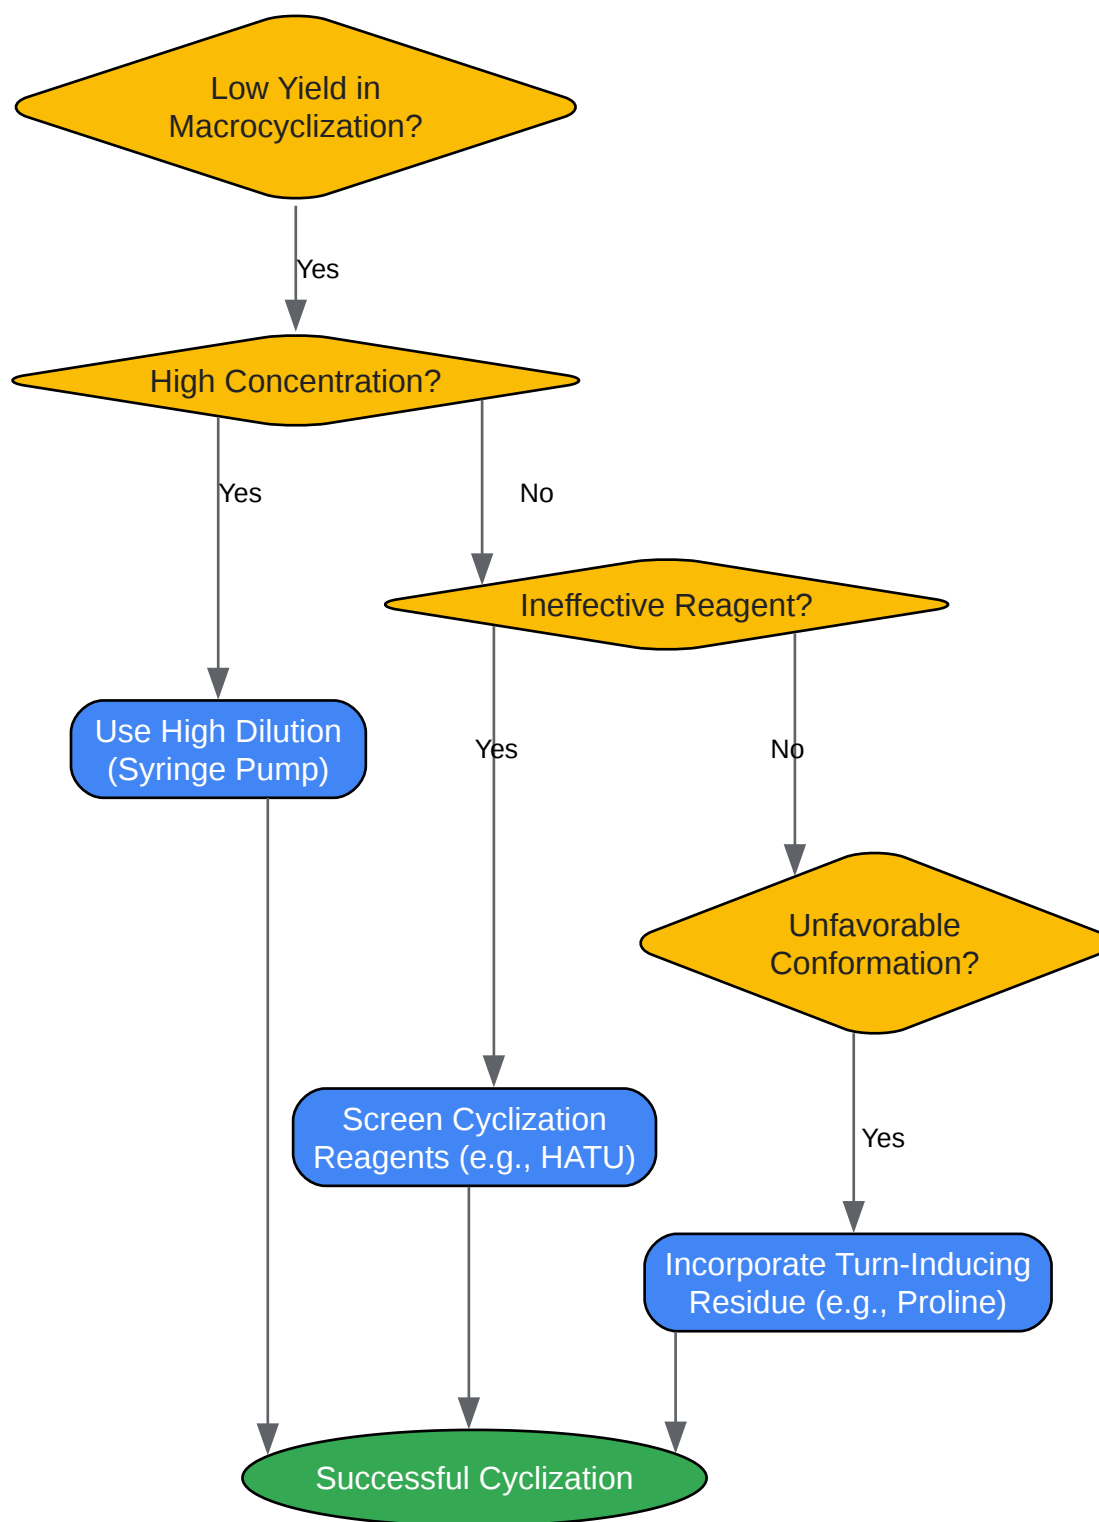 Low Yield in
Macrocyclization?
Yes
High Concentration?
Yes
No
Ineffective Reagent?
Use High Dilution
(Syringe Pump)
Yes
No
Unfavorable
Conformation?
Screen Cyclization
Reagents (e.g., HATU)
Yes
Incorporate Turn-Inducing
Residue (e.g., Proline)
Successful Cyclization